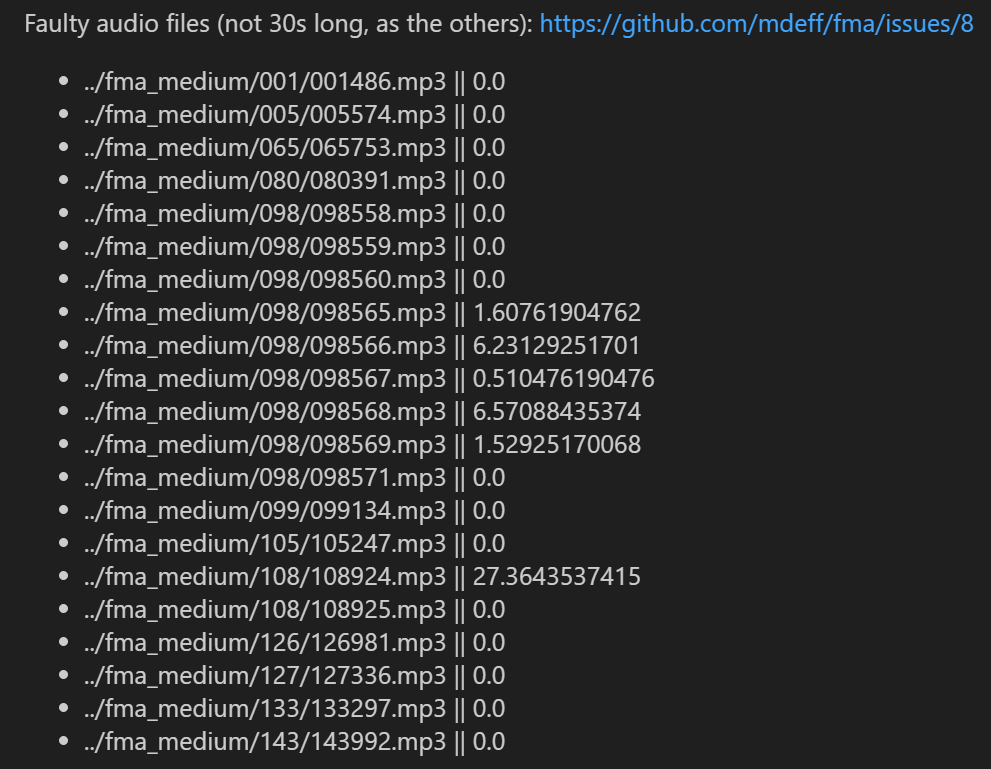 Faulty audio files (not 30s long, as the others): https://github.com/mdeff/fma/issues/8
• ../fma_medium/001/001486.mp3 || 0.0
• ../fma_medium/005/005574.mp3 || 0.0
• ../fma_medium/065/065753.mp3 || 0.0
• ../fma_medium/080/080391.mp3 || 0.0
• ../fma_medium/098/098558.mp3 || 0.0
• ../fma_medium/098/098559.mp3 || 0.0
• ../fma_medium/098/098560.mp3 || 0.0
• ../fma_medium/098/098565.mp3 || 1.60761904762
• ../fma_medium/098/098566.mp3 || 6.23129251701
• ../fma_medium/098/098567.mp3 || 0.510476190476
• ../fma_medium/098/098568.mp3 || 6.57088435374
• ../fma_medium/098/098569.mp3 || 1.52925170068
• ../fma_medium/098/098571.mp3 || 0.0
• ../fma_medium/099/099134.mp3 || 0.0
• ../fma_medium/105/105247.mp3 || 0.0
• ../fma_medium/108/108924.mp3 || 27.3643537415
• ../fma_medium/108/108925.mp3 || 0.0
• ../fma_medium/126/126981.mp3 || 0.0
• ../fma_medium/127/127336.mp3 || 0.0
• ../fma_medium/133/133297.mp3 || 0.0
• ../fma_medium/143/143992.mp3 || 0.0